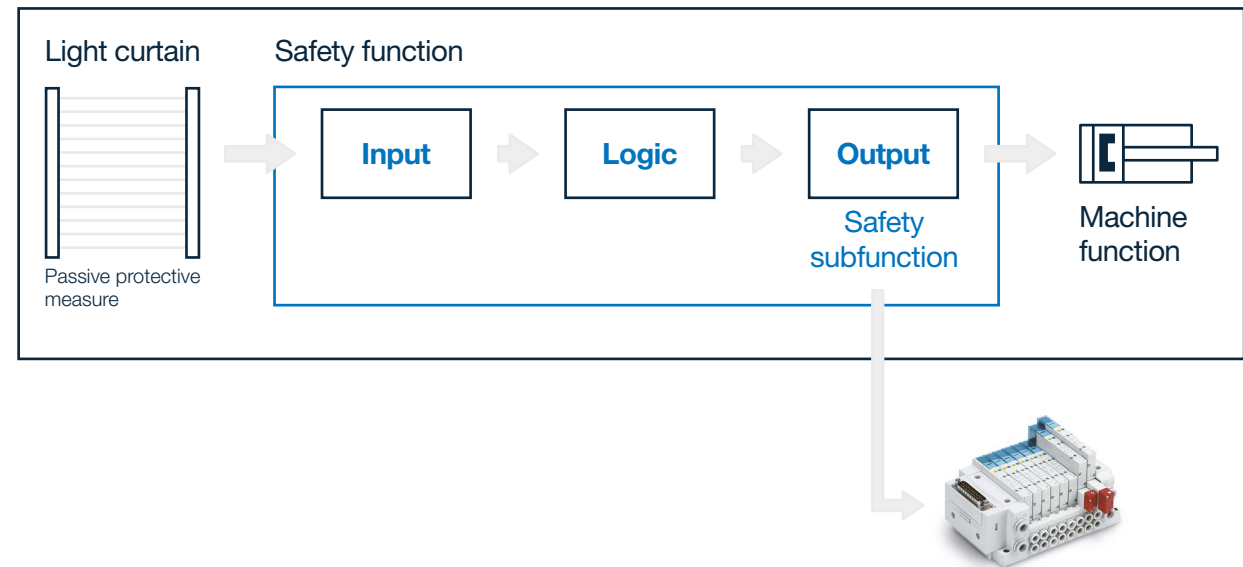 Light curtain
Safety function
Input
Logic
Output
Safety
subfunction
Machine
function
Passive protective
measure